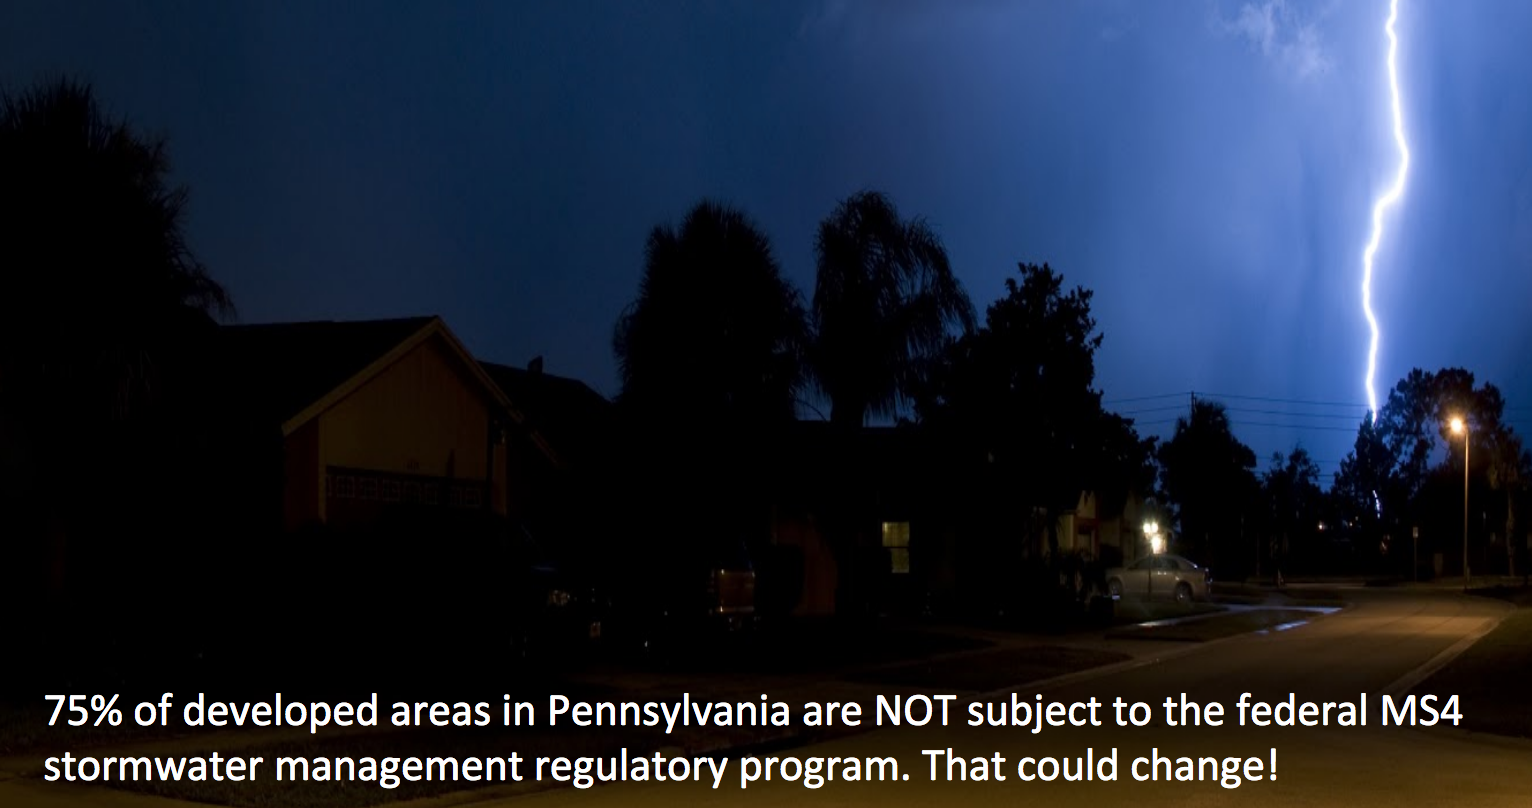 75% of developed areas in Pennsylvania are NOT subject to the federal MS4
stormwater management regulatory program. That could change!